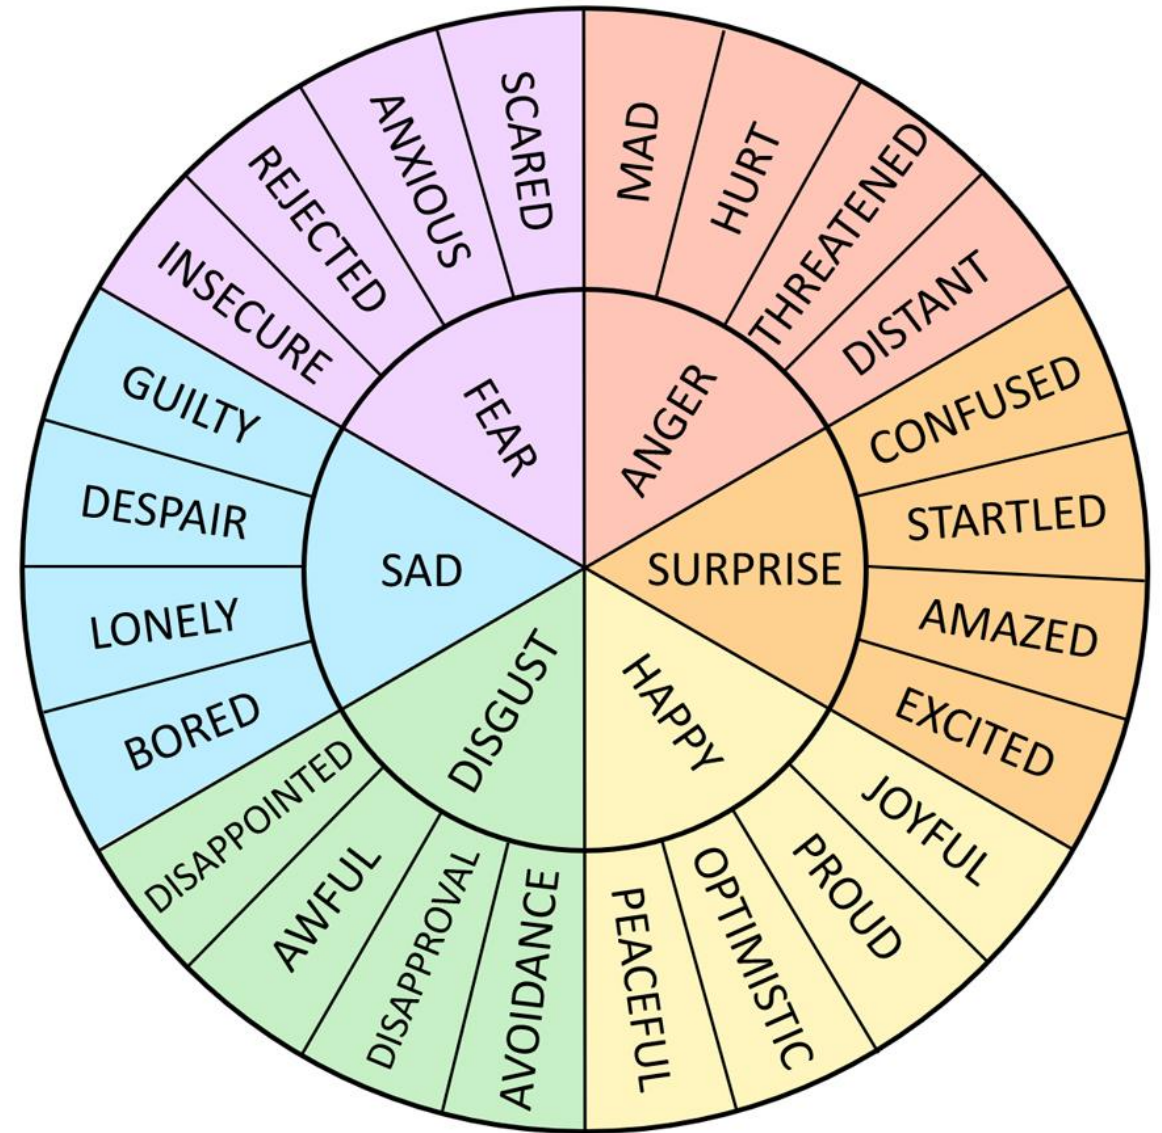 MAD
HURT
THREATENED
DISTANT
CONFUSED
STARTLED
AMAZED
EXCITED
JOYFUL
PROUD
OPTIMISTIC
PEACEFUL
AVOIDANCE
DISAPPROVAL
AWFUL
DISAPPOINTED
BORED
LONELY
DESPAIR
GUILTY
INSECURE
REJECTED
ANXIOUS
SCARED
ANGER
SURPRISE
HAPPY
DISGUST
SAD
FEAR